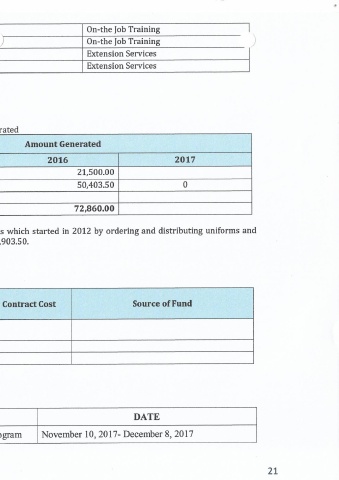 On-the Job Training
On-the Job Training
Extension Services
Extension Services
rated
Amount Generated
2016 2017
21,500.00
50,403.50 0
72,860.00
s which started in 2012 by ordering and distributing uniforms and
,903.50.
Contract Cost Source of Fund
DATE
ogram November 10, 2017- December 8, 2017
21